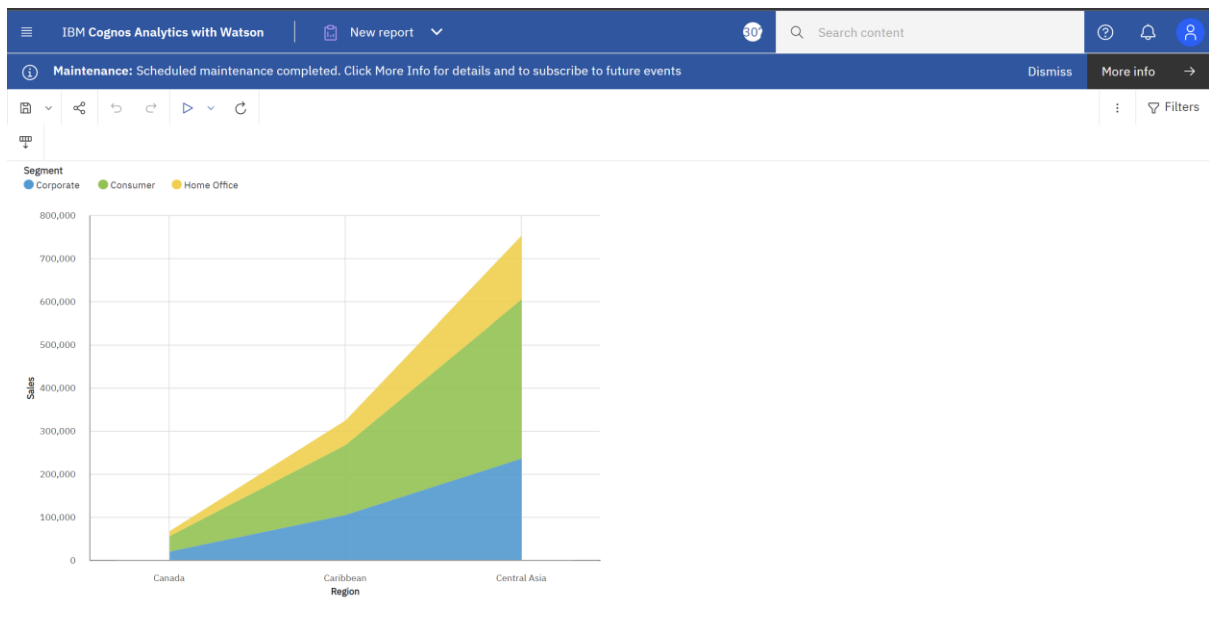 IBM Cognos Analytics with Watson
New report
Search content
Maintenance: Scheduled maintenance completed. Click More Info for details and to subscribe to future events
Dismiss
More info
Filters
Segment
Corporate Consumer Home Office
800,000
700,000
600,000
500,000
400,000
300,000
200,000
100,000
0
Sales
Canada Caribbean Central Asia
Region